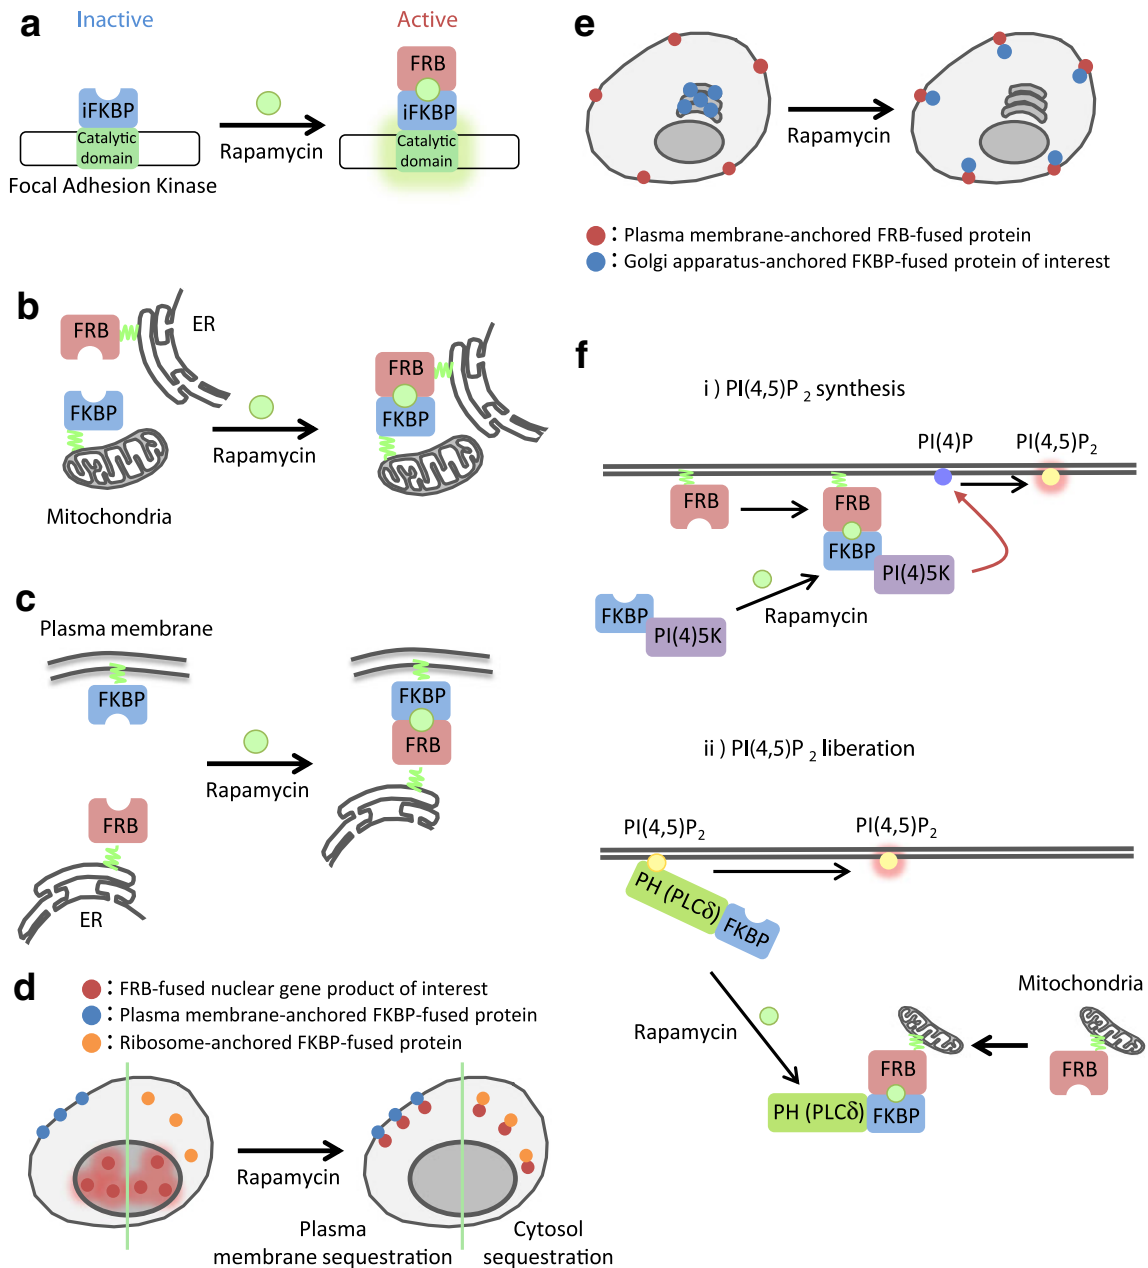 a
Inactive
Active
FRB
iFKBP
iFKBP
Catalytic
domain
Rapamycin
Catalytic
domain
Focal Adhesion Kinase
b
FRB
ER
FKBP
Rapamycin
FRB
FKBP
Mitochondria
c
Plasma membrane
FKBP
FKBP
FRB
Rapamycin
FRB
ER
d
: FRB-fused nuclear gene product of interest
: Plasma membrane-anchored FKBP-fused protein
: Ribosome-anchored FKBP-fused protein
Rapamycin
Plasma
membrane sequestration
Cytosol
sequestration
e
Rapamycin
: Plasma membrane-anchored FRB-fused protein
: Golgi apparatus-anchored FKBP-fused protein of interest
f
i ) PI(4,5)P2 synthesis
PI(4)P
PI(4,5)P2
FRB
FRB
FKBP
PI(4)5K
FKBP
PI(4)5K
Rapamycin
ii ) PI(4,5)P2 liberation
PI(4,5)P2
PI(4,5)P2
PH (PLCδ)
FKBP
Rapamycin
Mitochondria
FRB
FRB
PH (PLCδ)
FKBP